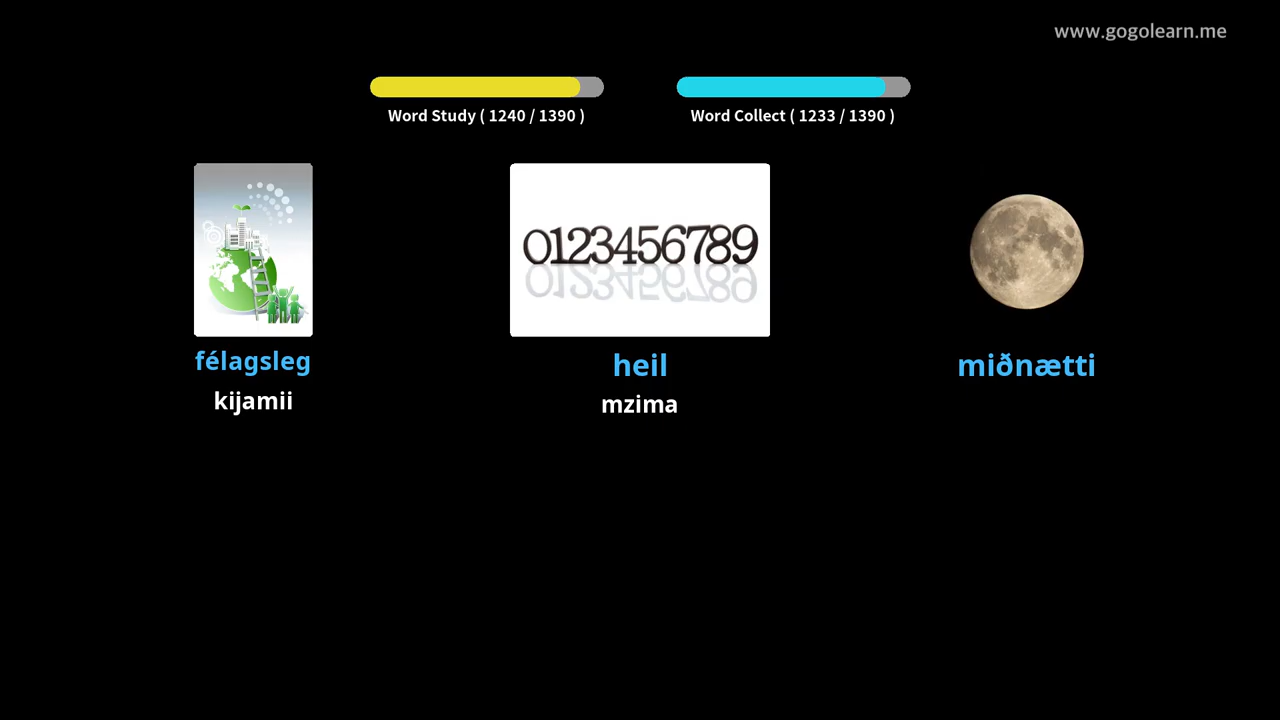 www.gogolearn.me
Word Study ( 1240 / 1390 )
Word Collect ( 1233 / 1390 )
0123456789
félagsleg
heil
miðnætti
kijamii
mzima